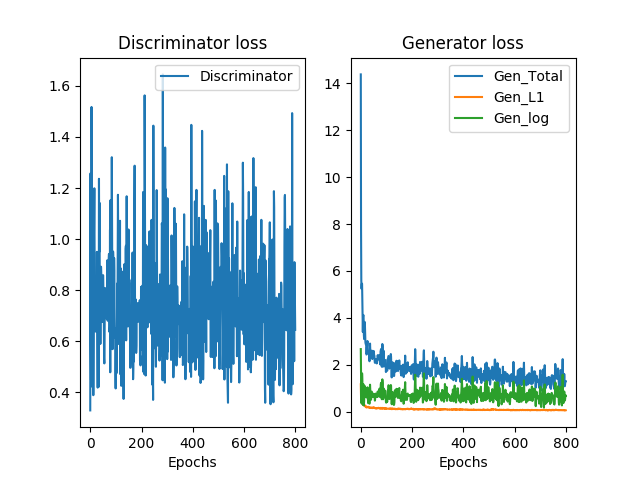 Discriminator loss
Discriminator
1.6
1.4
1.2
1.0
0.8
0.6
0.4
0 200 400 600 800
Epochs
Generator loss
Gen_Total
Gen_L1
Gen_log
14
12
10
8
6
4
2
0
0 200 400 600 800
Epochs